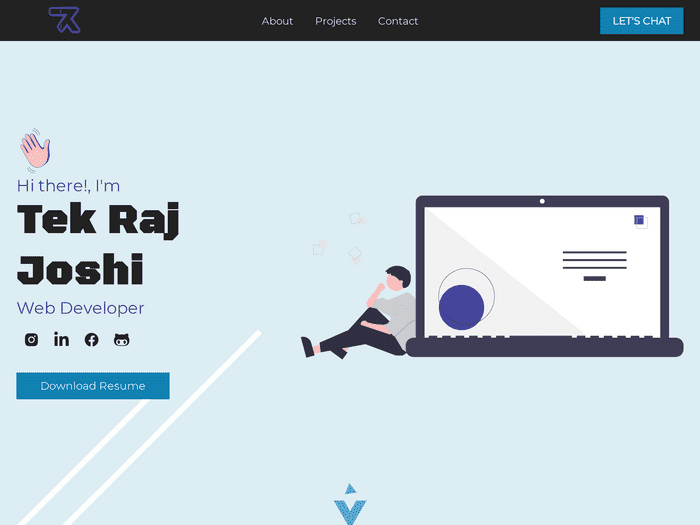 About
Projects
Contact
LET'S CHAT
Hi there!, I'm
Tek Raj
Joshi
Web Developer
Download Resume